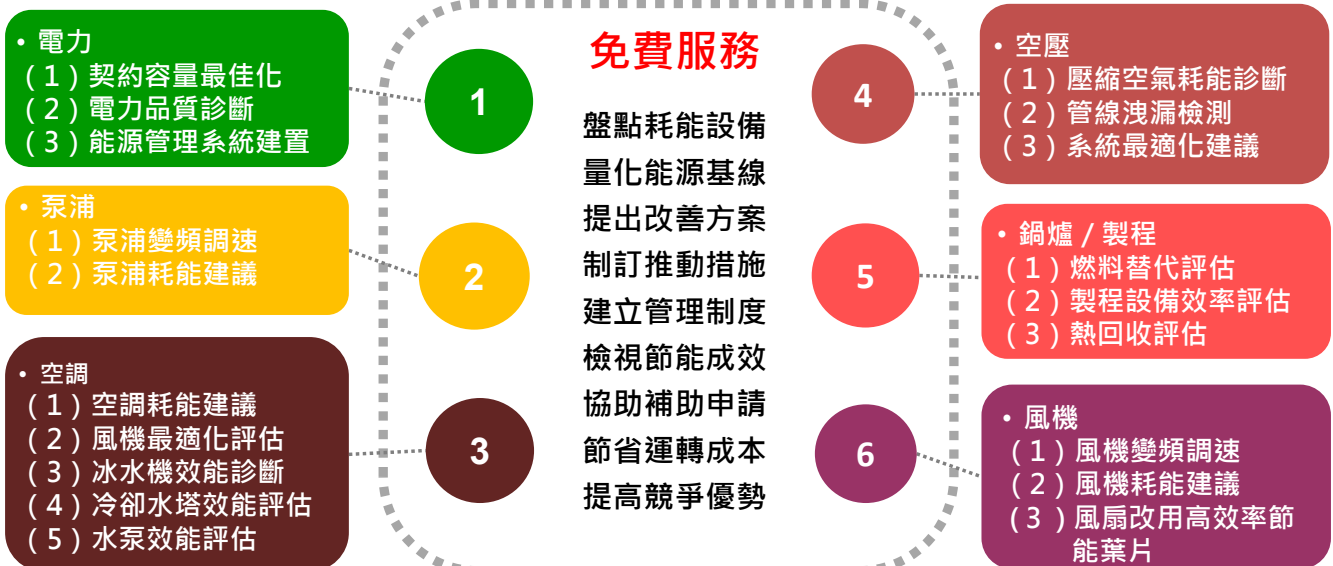 • 電力
(1)契約容量最佳化
(2)電力品質診斷
(3)能源管理系統建置
1
• 泵浦
(1)泵浦變頻調速
(2)泵浦耗能建議
2
• 空調
(1)空調耗能建議
(2)風機最適化評估
(3)冰水機效能診斷
(4)冷卻水塔效能評估
(5)水泵效能評估
3
免費服務
盤點耗能設備
量化能源基線
提出改善方案
制訂推動措施
建立管理制度
檢視節能成效
協助補助申請
節省運轉成本
提高競爭優勢
4
• 空壓
(1)壓縮空氣耗能診斷
(2)管線洩漏檢測
(3)系統最適化建議
5
• 鍋爐/製程
(1)燃料替代評估
(2)製程設備效率評估
(3)熱回收評估
6
• 風機
(1)風機變頻調速
(2)風機耗能建議
(3)風扇改用高效率節
能葉片